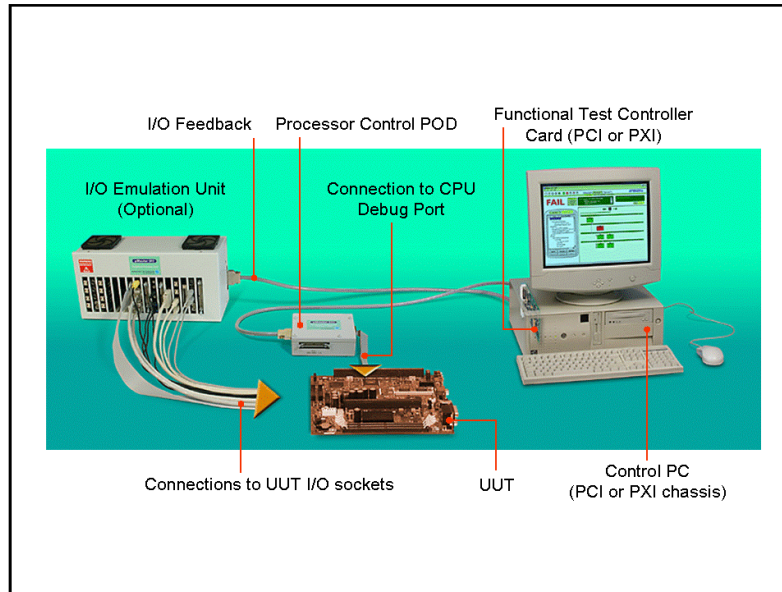 I/O Feedback
Processor Control POD
Functional Test Controller
Card (PCI or PXI)
I/O Emulation Unit
(Optional)
Connection to CPU
Debug Port
FAIL
Connections to UUT I/O sockets
UUT
Control PC
(PCI or PXI chassis)